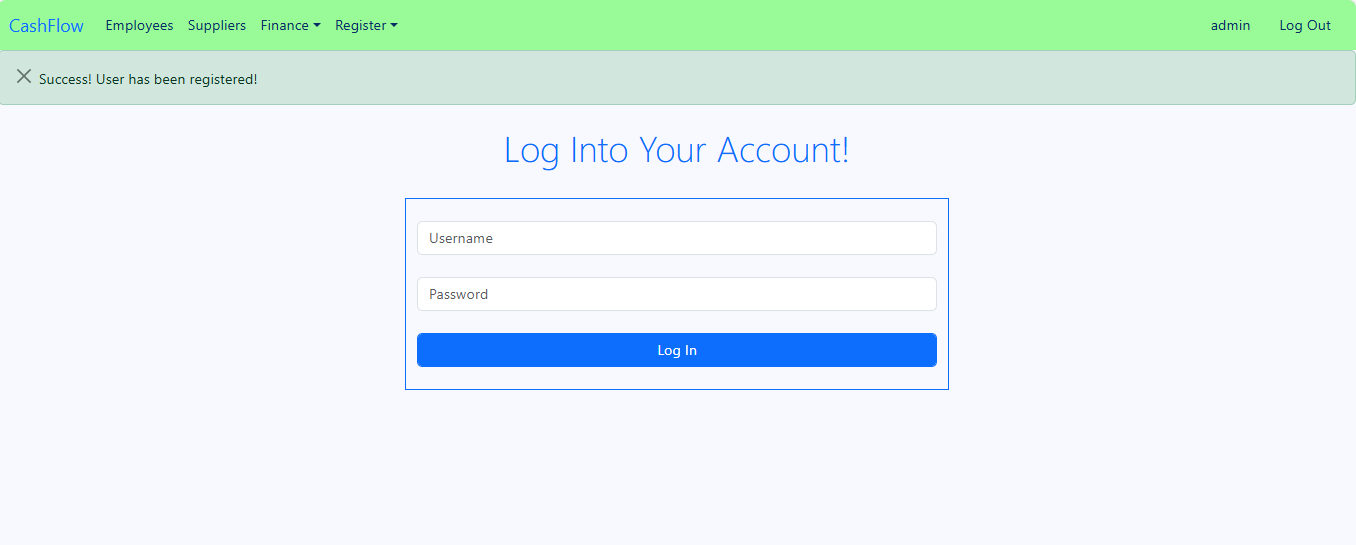 CashFlow Employees Suppliers Finance Register admin Log Out
Success! User has been registered!
Log Into Your Account!
Username
Password
Log In